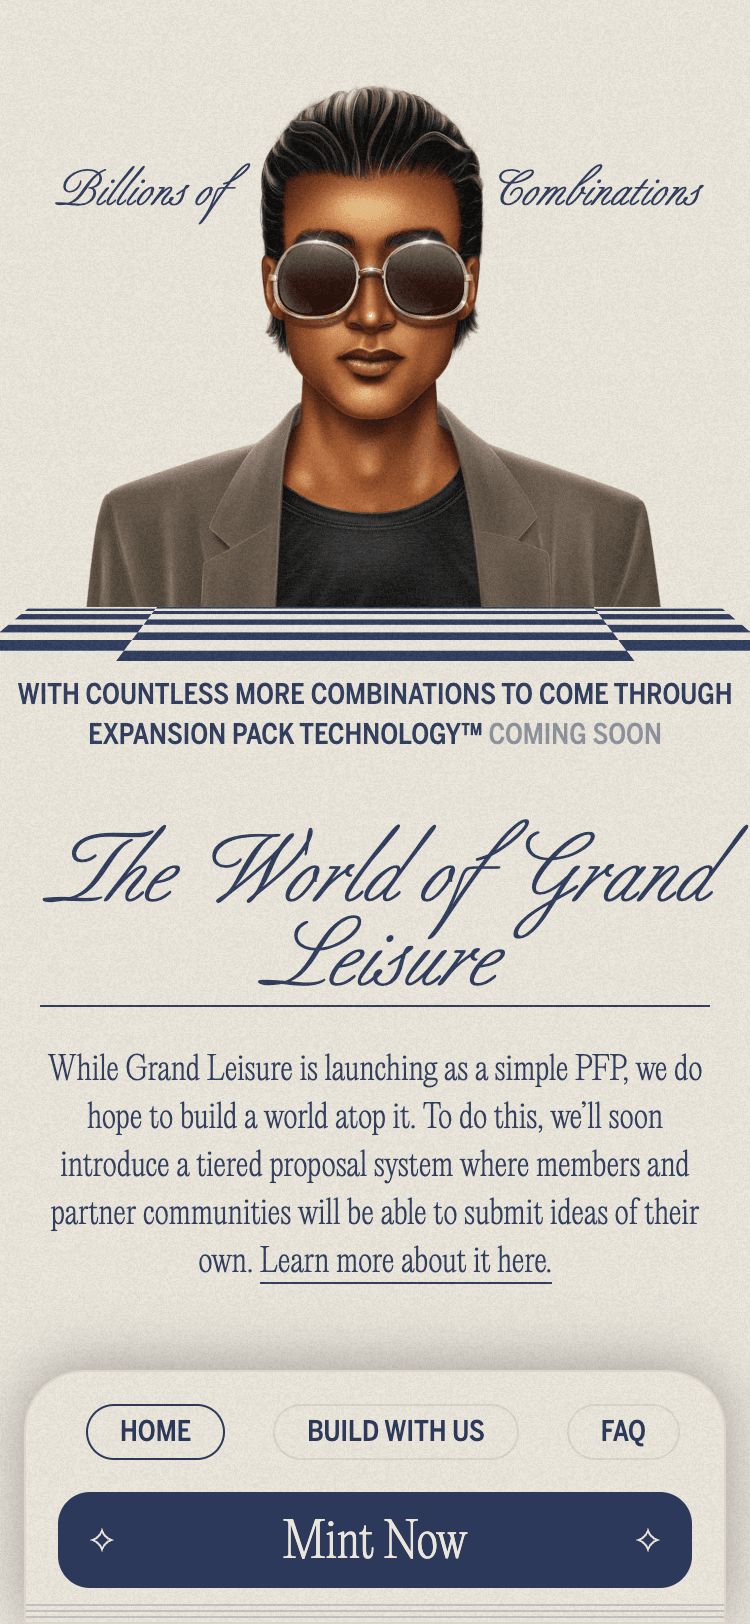 Billions of Combinations
WITH COUNTLESS MORE COMBINATIONS TO COME THROUGH
EXPANSION PACK TECHNOLOGY™ COMING SOON
The World of Grand
Leisure
While Grand Leisure is launching as a simple PFP, we do
hope to build a world atop it. To do this, we’ll soon
introduce a tiered proposal system where members and
partner communities will be able to submit ideas of their
own. Learn more about it here.
HOME BUILD WITH US FAQ
Mint Now